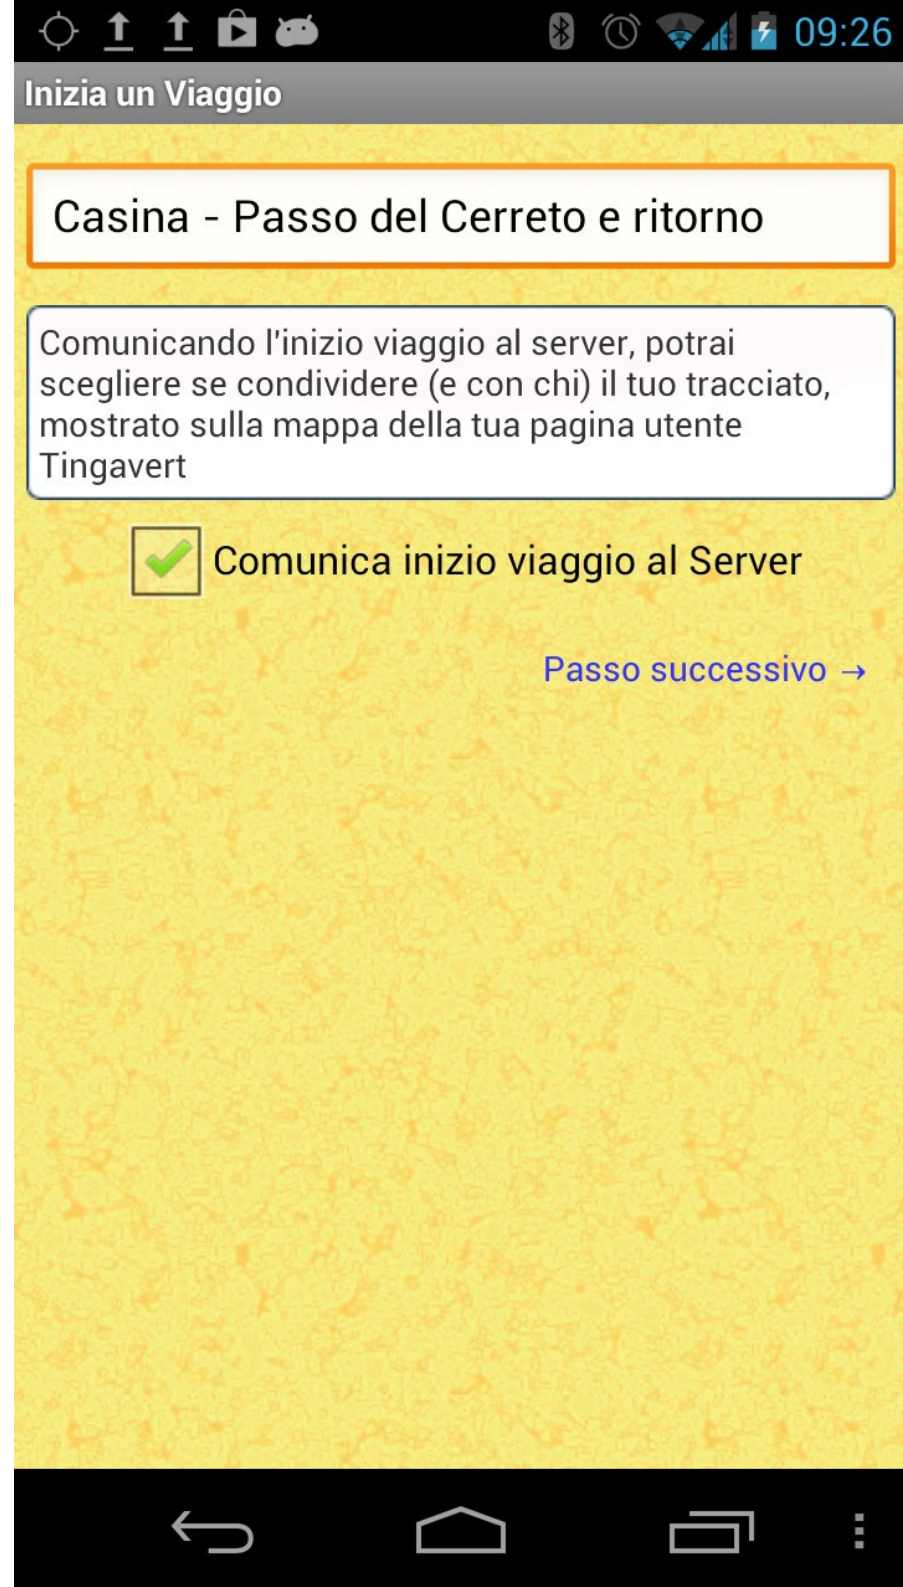 09:26
Inizia un Viaggio
Casina - Passo del Cerreto e ritorno
Comunicando l'inizio viaggio al server, potrai
scegliere se condividere (e con chi) il tuo tracciato,
mostrato sulla mappa della tua pagina utente
Tingavert
Comunica inizio viaggio al Server
Passo successivo →